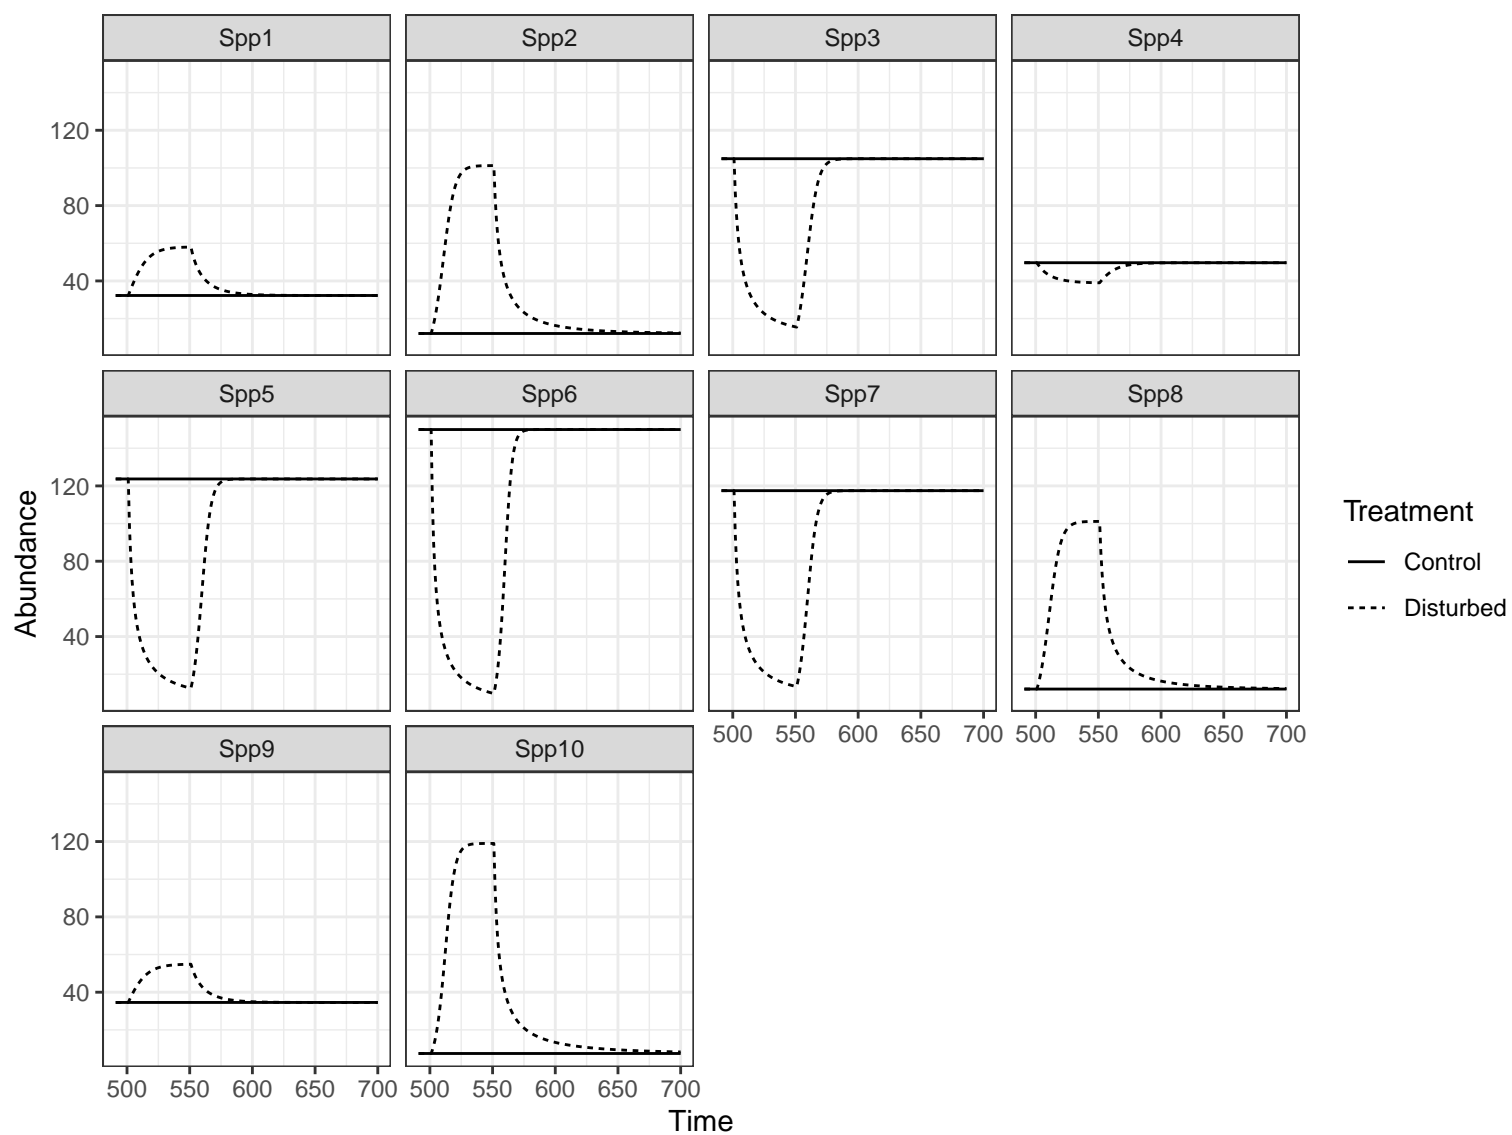 Spp1 Spp2 Spp3 Spp4
120
80
40
Spp5 Spp6 Spp7 Spp8
120
80
40
500 550 600 650 700 500 550 600 650 700
Spp9 Spp10
120
80
40
500 550 600 650 700 500 550 600 650 700
Time
Abundance
Treatment
Control
Disturbed